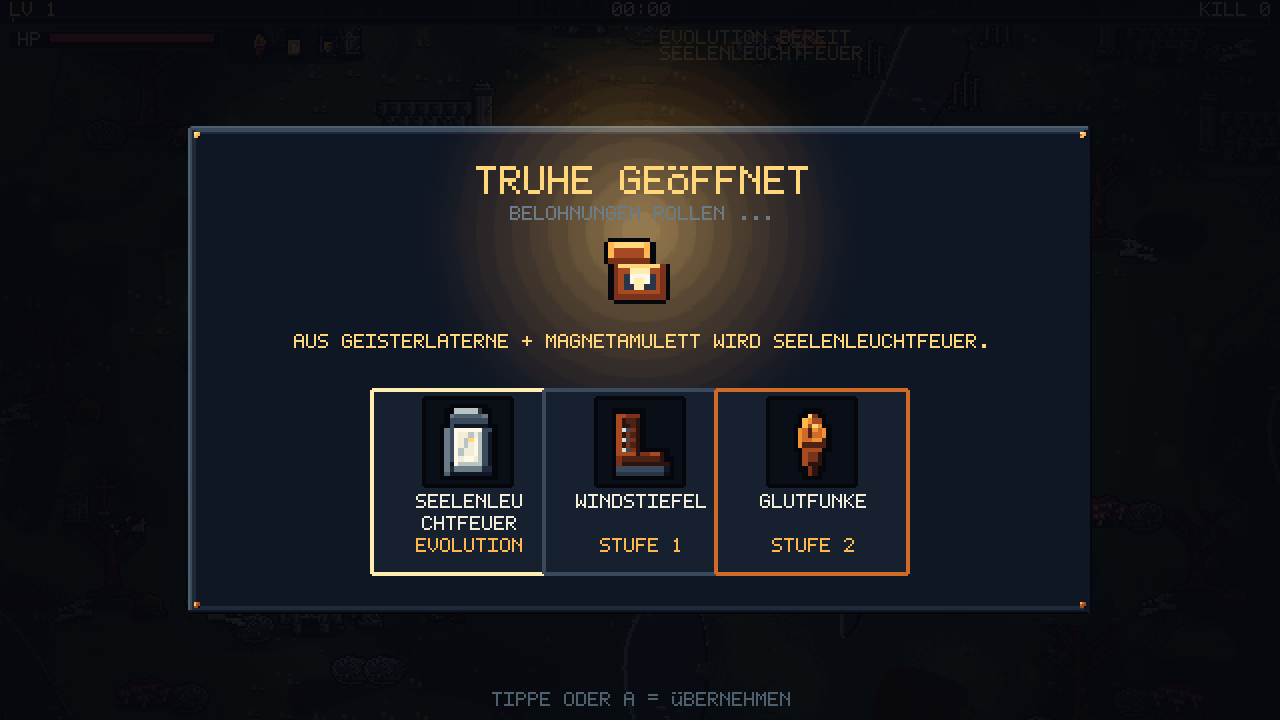 LV 1
00:00
KILL 0
HP
EVOLUTION BEREIT
SEELENLEUCHTFEUER
TRUHE GEöFFNET
BELOHNUNGEN ROLLEN ...
AUS GEISTERLATERNE + MAGNETAMULETT WIRD SEELENLEUCHTFEUER.
SEELENLEU
CHTFEUER
EVOLUTION
WINDSTIEFEL
STUFE 1
GLUTFUNKE
STUFE 2
TIPPE ODER A = üBERNEHMEN